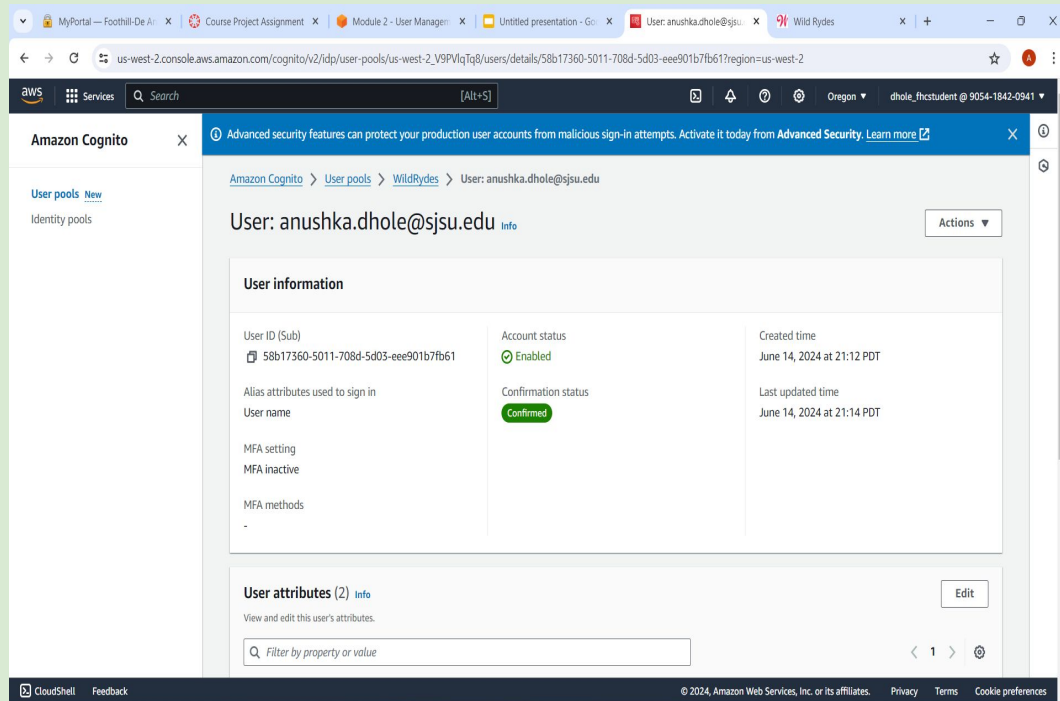 MyPortal — Foothill-De An
Course Project Assignment
Module 2 - User Managem
Untitled presentation - Go
User: anushka.dhole@sjsu.
Wild Rydes
us-west-2.console.aws.amazon.com/cognito/v2/idp/user-pools/us-west-2_V9PVlqTq8/users/details/58b17360-5011-708d-5d03-eee901b7fb61?region=us-west-2
A
aws
Services
Search
[Alt+S]
Oregon
dhole_fhcstudent @ 9054-1842-0941
Amazon Cognito
User pools New
Identity pools
Advanced security features can protect your production user accounts from malicious sign-in attempts. Activate it today from Advanced Security. Learn more
Amazon Cognito > User pools > WildRydes > User: anushka.dhole@sjsu.edu
User: anushka.dhole@sjsu.edu Info
Actions
User information
User ID (Sub)
58b17360-5011-708d-5d03-eee901b7fb61
Alias attributes used to sign in
User name
MFA setting
MFA inactive
MFA methods
-
Account status
Enabled
Confirmation status
Confirmed
Created time
June 14, 2024 at 21:12 PDT
Last updated time
June 14, 2024 at 21:14 PDT
User attributes (2) Info
Edit
View and edit this user's attributes.
Filter by property or value
1
CloudShell
Feedback
© 2024, Amazon Web Services, Inc. or its affiliates.
Privacy
Terms
Cookie preferences